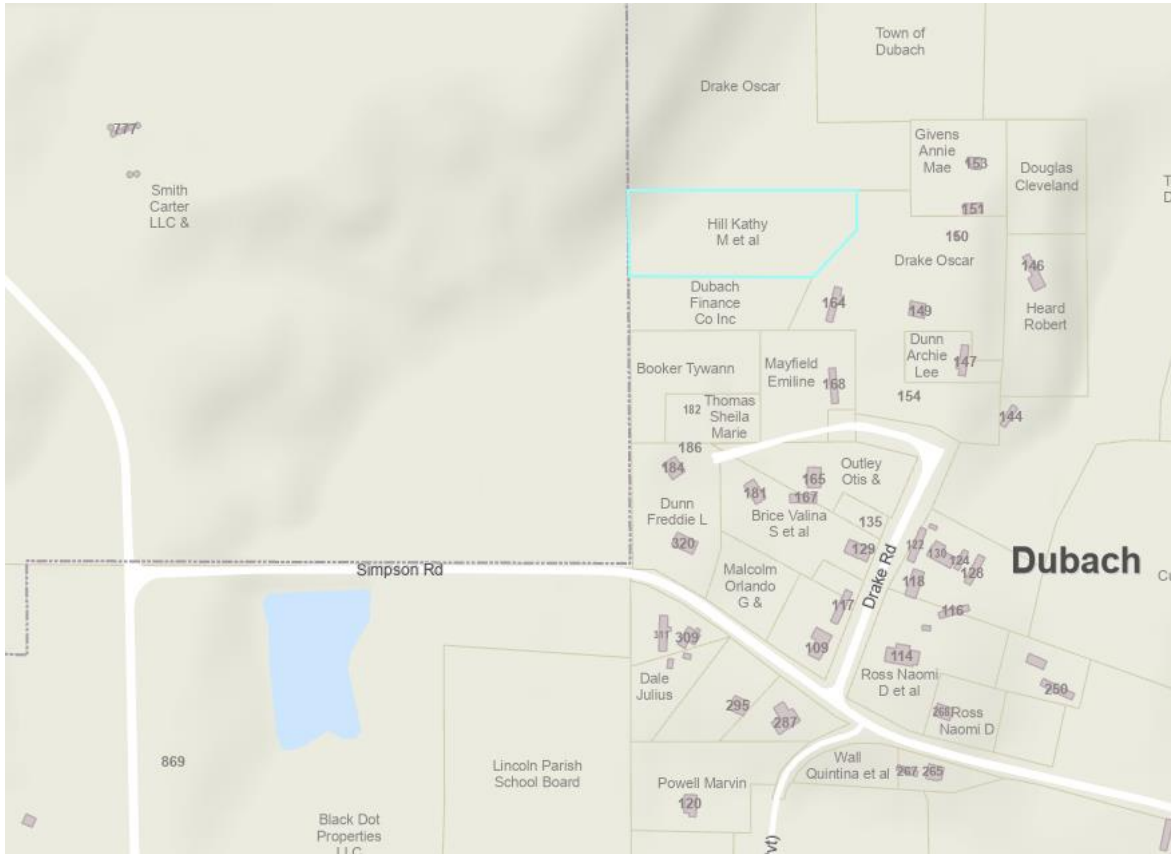 Town of
Dubach
Drake Oscar
777
Givens
Annie
Mae
153
Douglas
Cleveland
T
D
Smith
Carter
LLC &
151
Hill Kathy
M et al
150
Drake Oscar
146
Dubach
Finance
Co Inc
164
149
Heard
Robert
Dunn
Archie
Lee
147
Booker Tywann
Mayfield
Emiline
168
154
182
Thomas
Sheila
Marie
144
186
184
Outley
Otis &
165
181
167
Dunn
Freddie L
Brice Valina
S et al
135
320
129
122
130
124
128
Dubach
Simpson Rd
Malcolm
Orlando
G &
Drake Rd
118
117
116
311
309
109
114
Dale
Julius
Ross Naomi
D et al
250
295
287
268
Ross
Naomi D
869
Lincoln Parish
School Board
Wall
Quintina et al
267
265
Powell Marvin
120
Black Dot
Properties
LLC
vt)